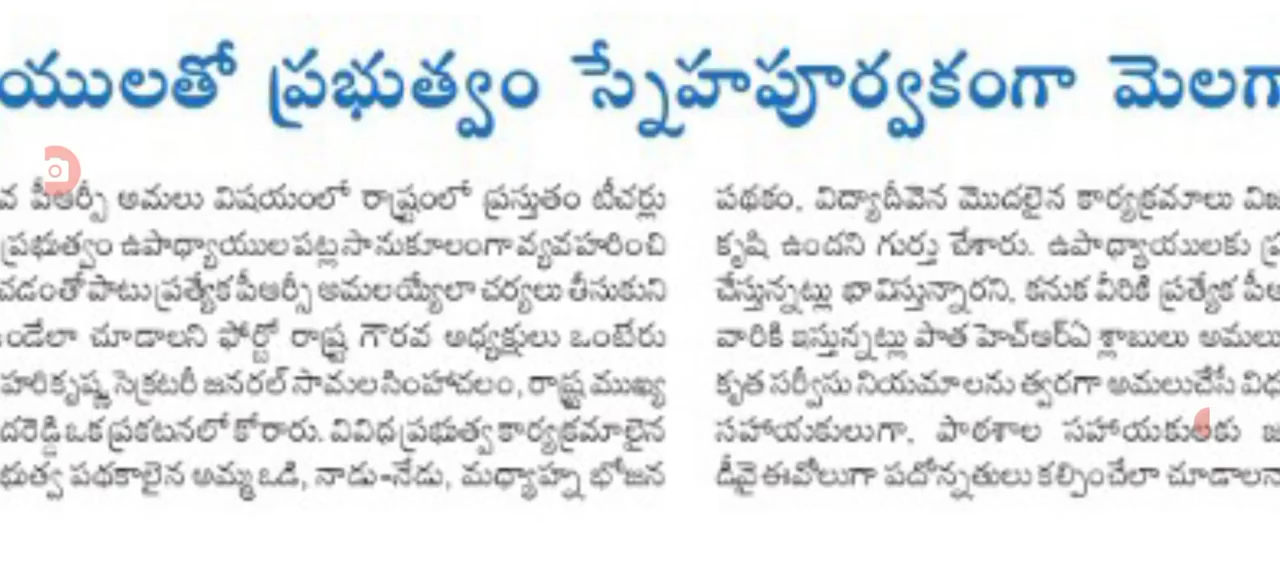 యులతో ప్రభుత్వం స్నేహపూర్వకంగా మెలగా
వ పీఆర్సీ అమలు విషయంలో రాష్ట్రంలో ప్రస్తుతం టీచర్లు
ప్రభుత్వం ఉపాధ్యాయుల పట్ల సానుకూలంగా వ్యవహరించి
చడంతో పాటు ప్రత్యేక పీఆర్సీ అమలయ్యేలా చర్యలు తీసుకుని
ండేలా చూడాలని ఫోర్టో రాష్ట్ర గౌరవ అధ్యక్షులు ఒంటేరు
హరికృష్ణ సెక్రటరీ జనరల్ సామల సింహాచలం, రాష్ట్ర ముఖ్య
దరెడ్డి ఒక ప్రకటనలో కోరారు. వివిధ ప్రభుత్వ కార్యక్రమాలైన
భుత్వ పథకాలైన అమ్మ ఒడి, నాడు-నేడు, మధ్యాహ్న భోజన
పథకం, విద్యాదీవెన మొదలైన కార్యక్రమాలు విజ
కృషి ఉందని గుర్తు చేశారు. ఉపాధ్యాయులకు ప్ర
చేస్తున్నట్లు భావిస్తున్నారని, కనుక వీరికి ప్రత్యేక పీఆ
వారికి ఇస్తున్నట్లు పాత హెచ్ఆర్ఏ శ్లాబులు అమలు
కృత సర్వీసు నియమాలను త్వరగా అమలుచేసే విధ
సహాయకులుగా, పాఠశాల సహాయకులకు జ
డీవైఈవోలుగా పదోన్నతులు కల్పించేలా చూడాలనా